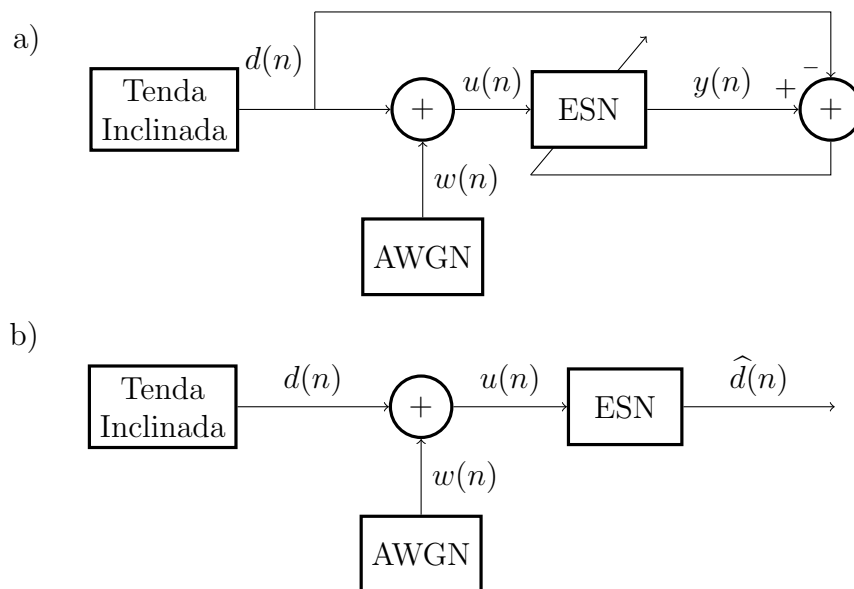 a)
d(n)
Tenda
Inclinada
+
u(n)
ESN
y(n)
+
−
+
w(n)
AWGN
b)
Tenda
Inclinada
d(n)
+
u(n)
ESN
d̂(n)
w(n)
AWGN